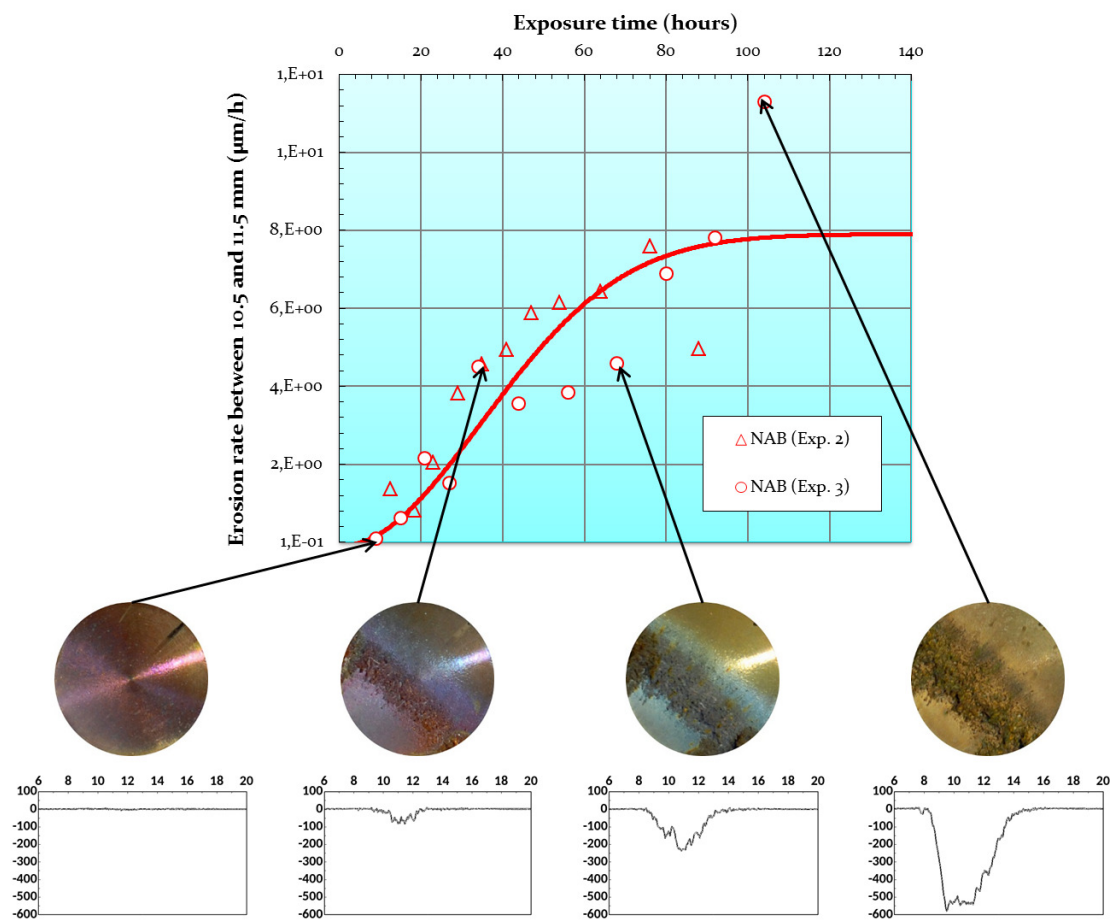 Exposure time (hours)
0 20 40 60 80 100 120 140
Erosion rate between 10.5 and 11.5 mm (μm/h)
1,E+01
1,E+01
8,E+00
6,E+00
4,E+00
2,E+00
1,E-01
NAB (Exp. 2)
NAB (Exp. 3)
6 8 10 12 14 16 18 20
100
0
-100
-200
-300
-400
-500
-600
6 8 10 12 14 16 18 20
100
0
-100
-200
-300
-400
-500
-600
6 8 10 12 14 16 18 20
100
0
-100
-200
-300
-400
-500
-600
6 8 10 12 14 16 18 20
100
0
-100
-200
-300
-400
-500
-600